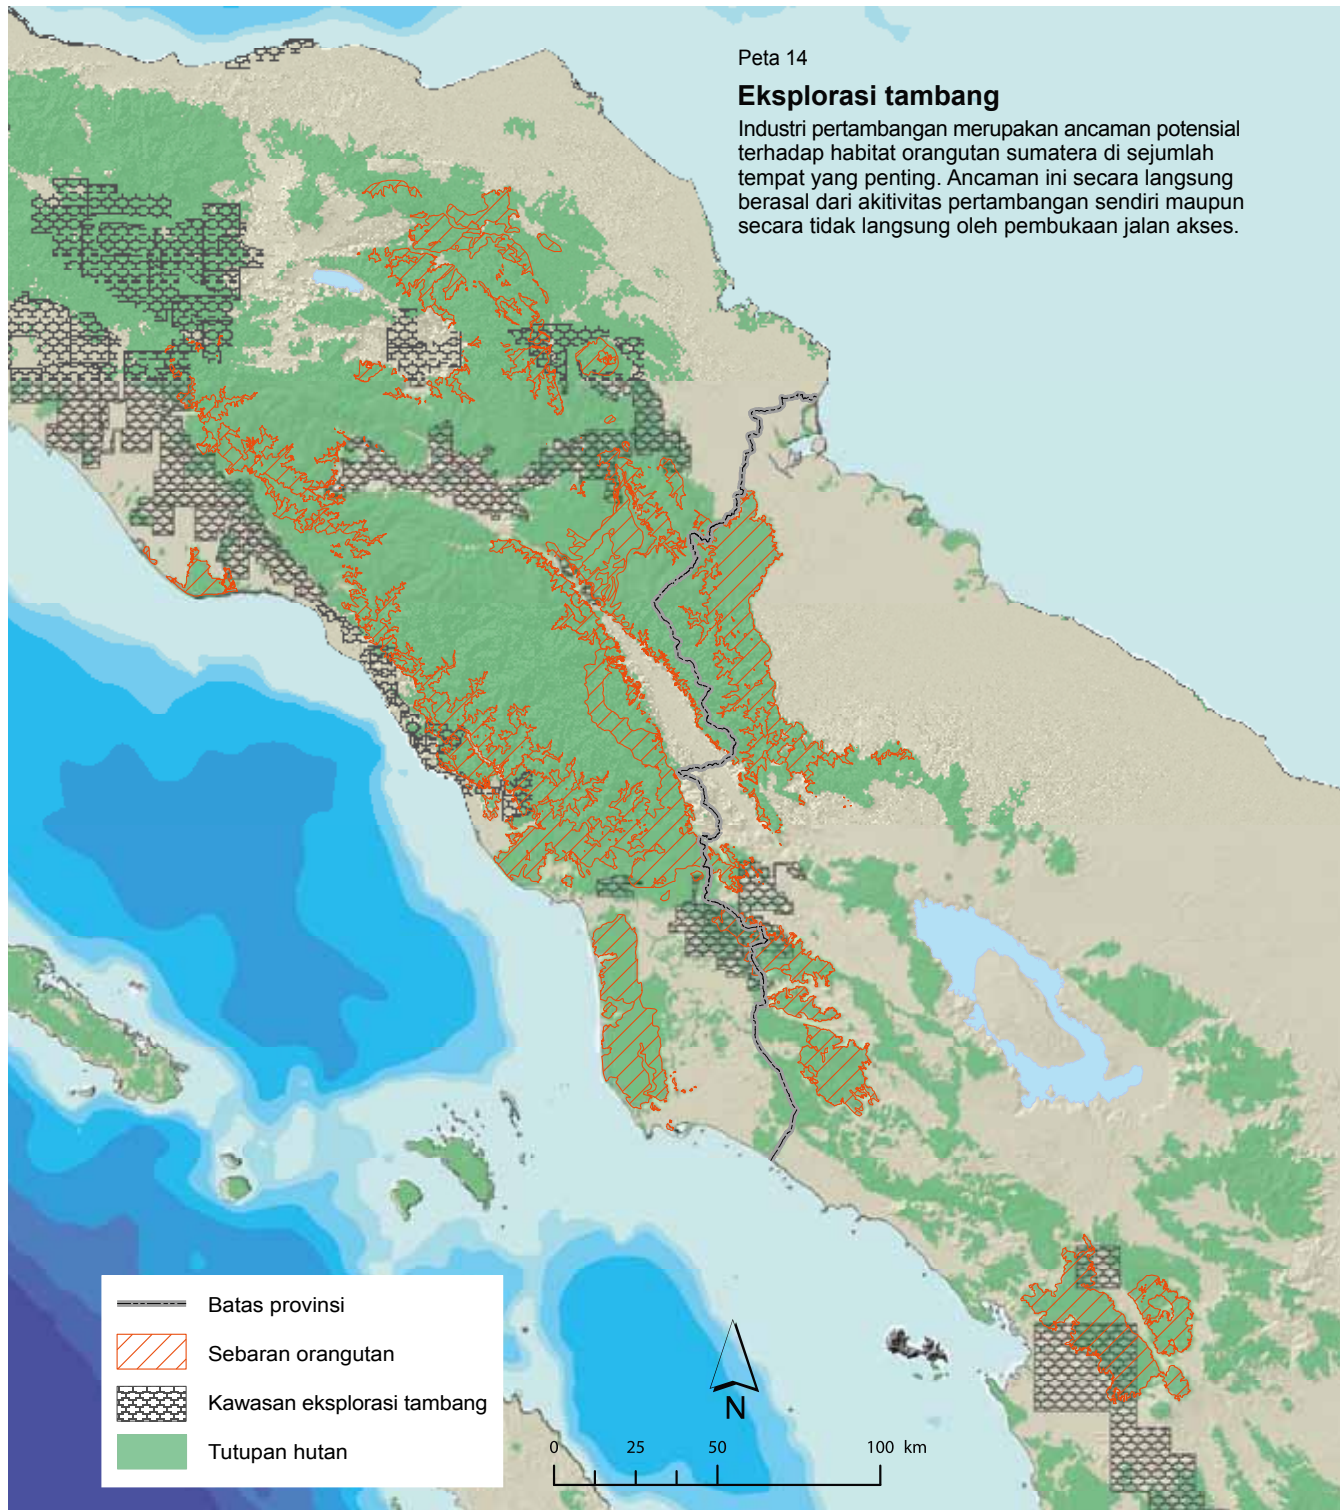 Peta 14
Eksplorasi tambang
Industri pertambangan merupakan ancaman potensial
terhadap habitat orangutan sumatera di sejumlah
tempat yang penting. Ancaman ini secara langsung
berasal dari akitivitas pertambangan sendiri maupun
secara tidak langsung oleh pembukaan jalan akses.
Batas provinsi
Sebaran orangutan
Kawasan eksplorasi tambang
Tutupan hutan
N
0 25 50 100 km